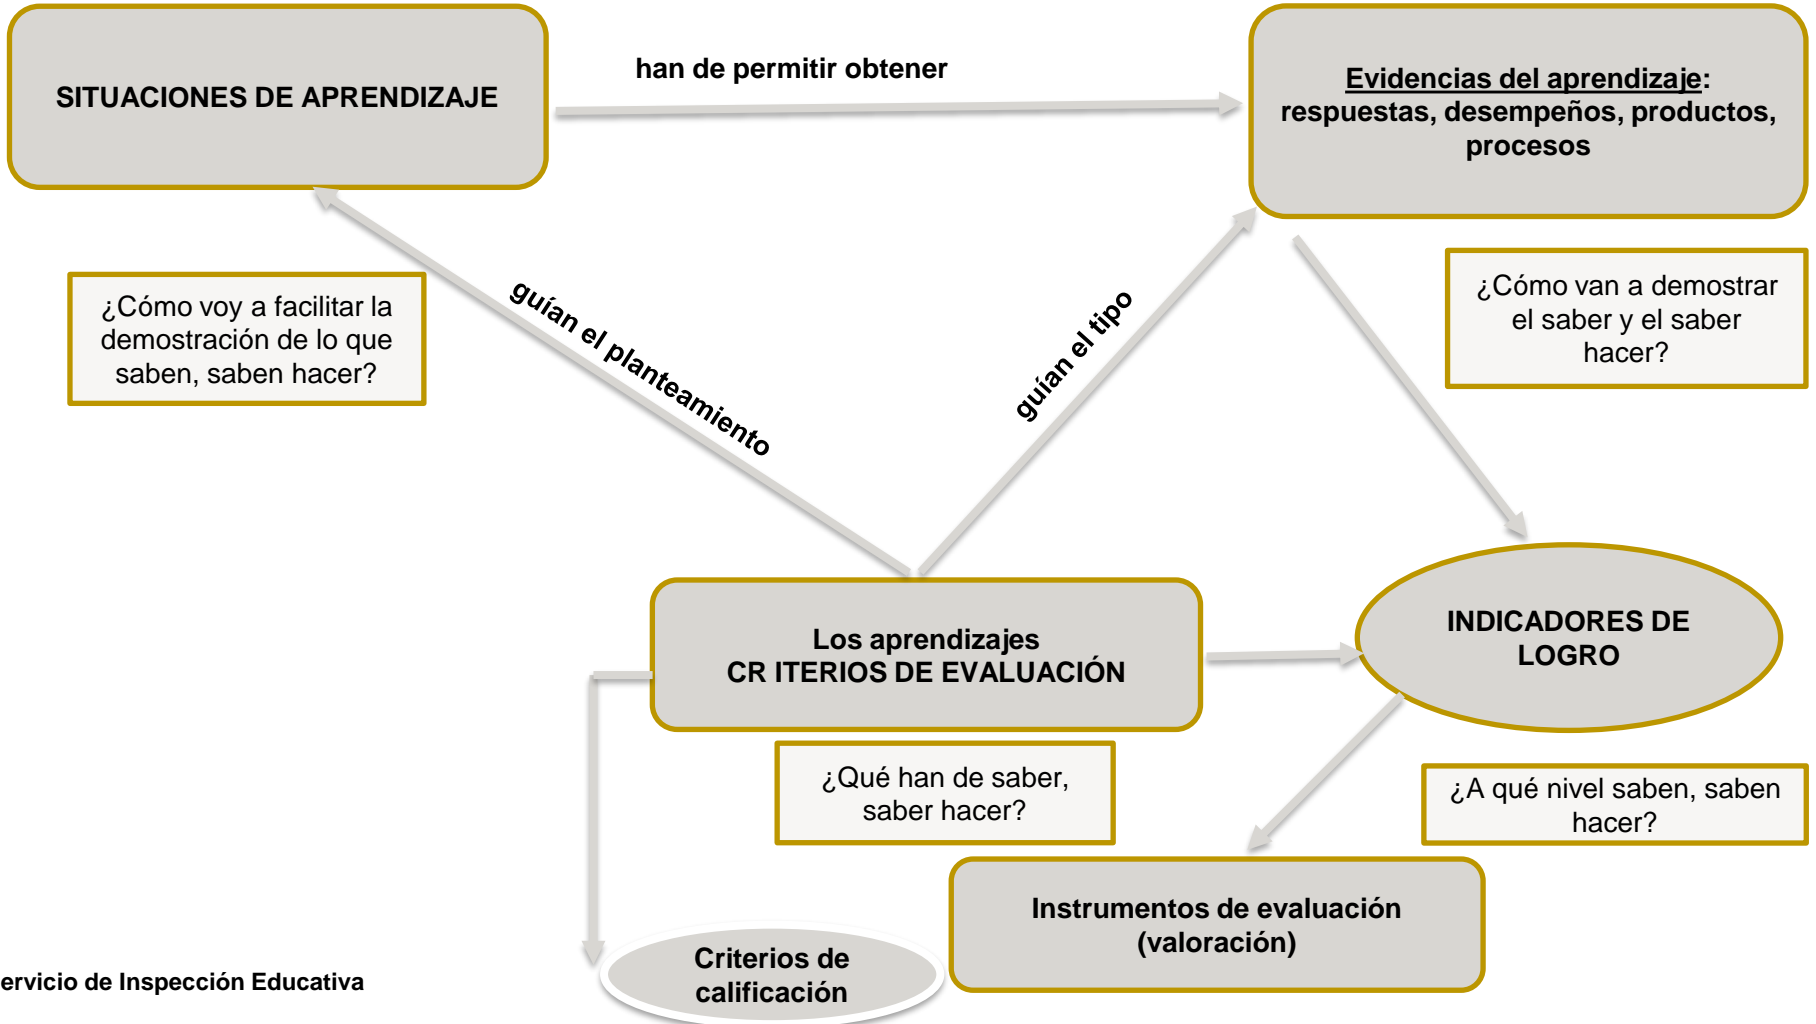 SITUACIONES DE APRENDIZAJE
han de permitir obtener
Evidencias del aprendizaje:
respuestas, desempeños, productos,
procesos
¿Cómo voy a facilitar la
demostración de lo que
saben, saben hacer?
guían el planteamiento
guían el tipo
¿Cómo van a demostrar
el saber y el saber
hacer?
Los aprendizajes
CR ITERIOS DE EVALUACIÓN
INDICADORES DE
LOGRO
¿Qué han de saber,
saber hacer?
¿A qué nivel saben, saben
hacer?
Instrumentos de evaluación
(valoración)
Criterios de
calificación
ervicio de Inspección Educativa